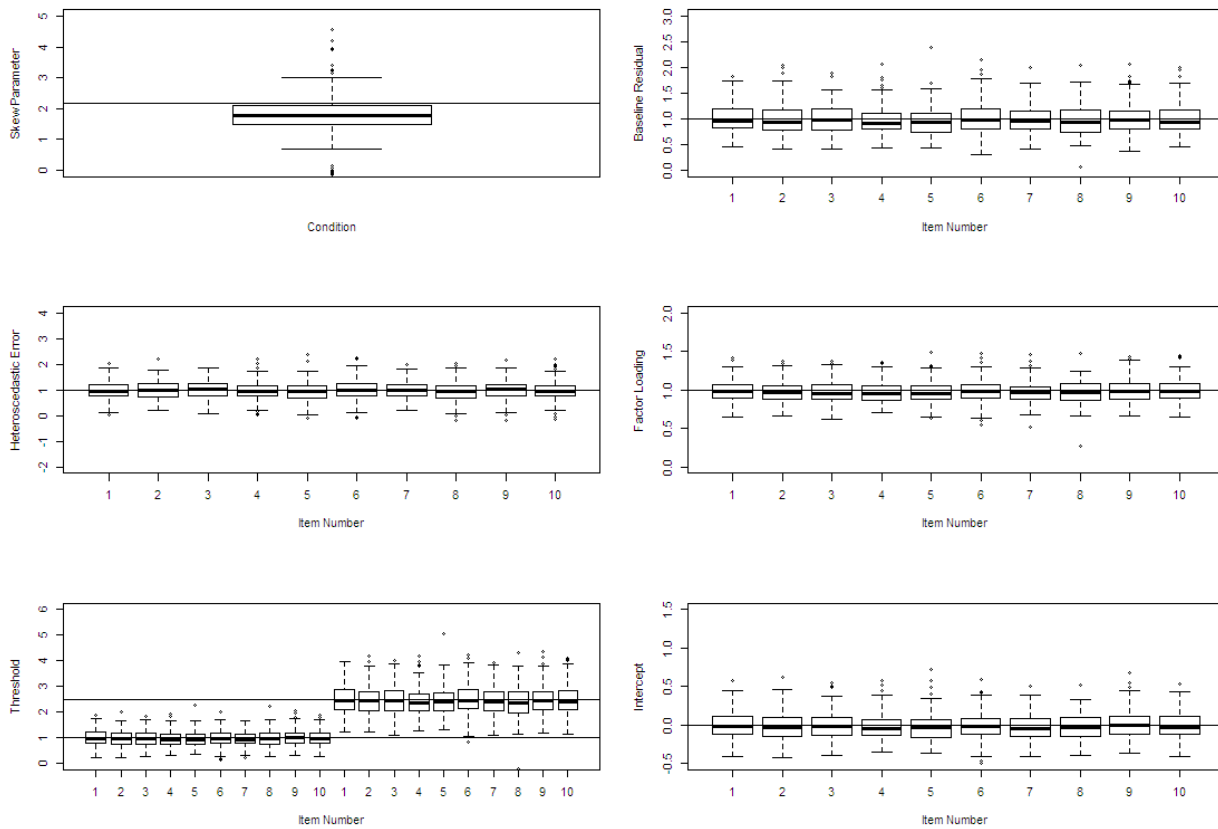 Skew Parameter
5
4
3
2
1
0
Condition
Baseline Residual
3.0
2.5
2.0
1.5
1.0
0.5
0.0
1 2 3 4 5 6 7 8 9 10
Item Number
Heteroscedastic Error
4
3
2
1
0
-1
-2
1 2 3 4 5 6 7 8 9 10
Item Number
Factor Loading
2.0
1.5
1.0
0.5
0.0
1 2 3 4 5 6 7 8 9 10
Item Number
Threshold
6
5
4
3
2
1
0
1 2 3 4 5 6 7 8 9 10 1 2 3 4 5 6 7 8 9 10
Item Number
Intercept
1.5
1.0
0.5
0.0
-0.5
1 2 3 4 5 6 7 8 9 10
Item Number